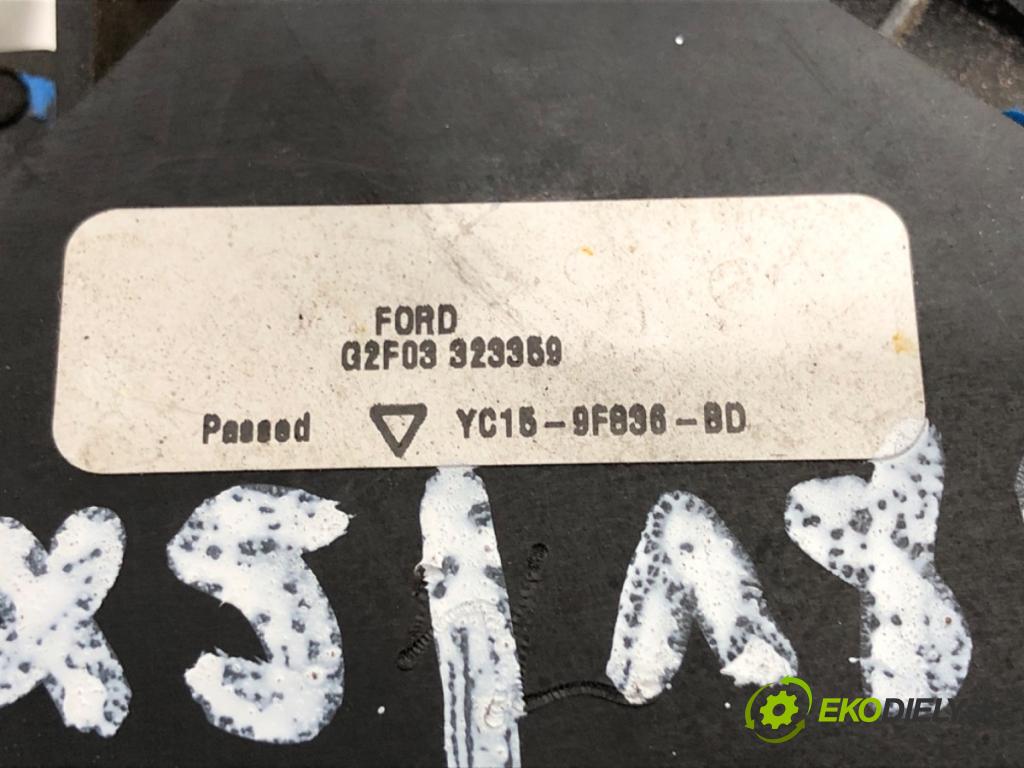 FORD
G2F03 323359
Passed YC15-9F836-BD
EKODIELY